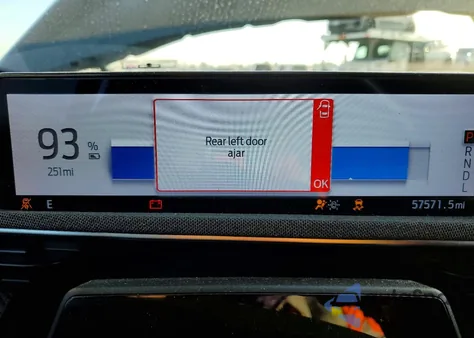 93 %
251mi
Rear left door
ajar
OK
P
R
N
D
L
E
57571.5mi